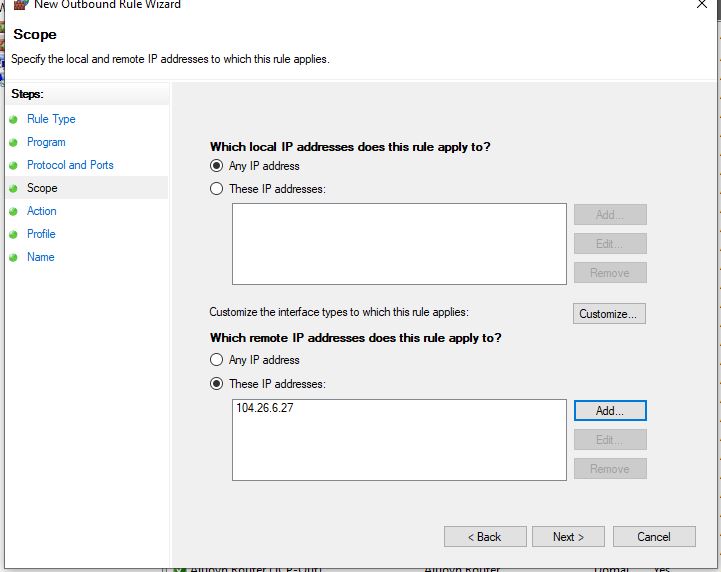 New Outbound Rule Wizard
Scope
Specify the local and remote IP addresses to which this rule applies.
Steps:
Rule Type
Program
Protocol and Ports
Scope
Action
Profile
Name
Which local IP addresses does this rule apply to?
Any IP address
These IP addresses:
Add...
Edit...
Remove
Customize the interface types to which this rule applies:
Customize...
Which remote IP addresses does this rule apply to?
Any IP address
These IP addresses:
104.26.6.27
Add...
Edit...
Remove
< Back
Next >
Cancel